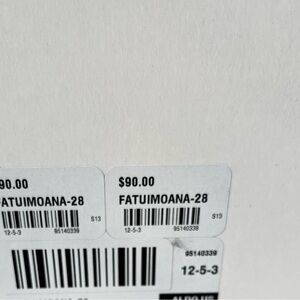 90.00
FATUIMOANA-28
S13
12-5-3 95140339
$90.00
FATUIMOANA-28
S13
12-5-3 95140339
95140339
12-5-3